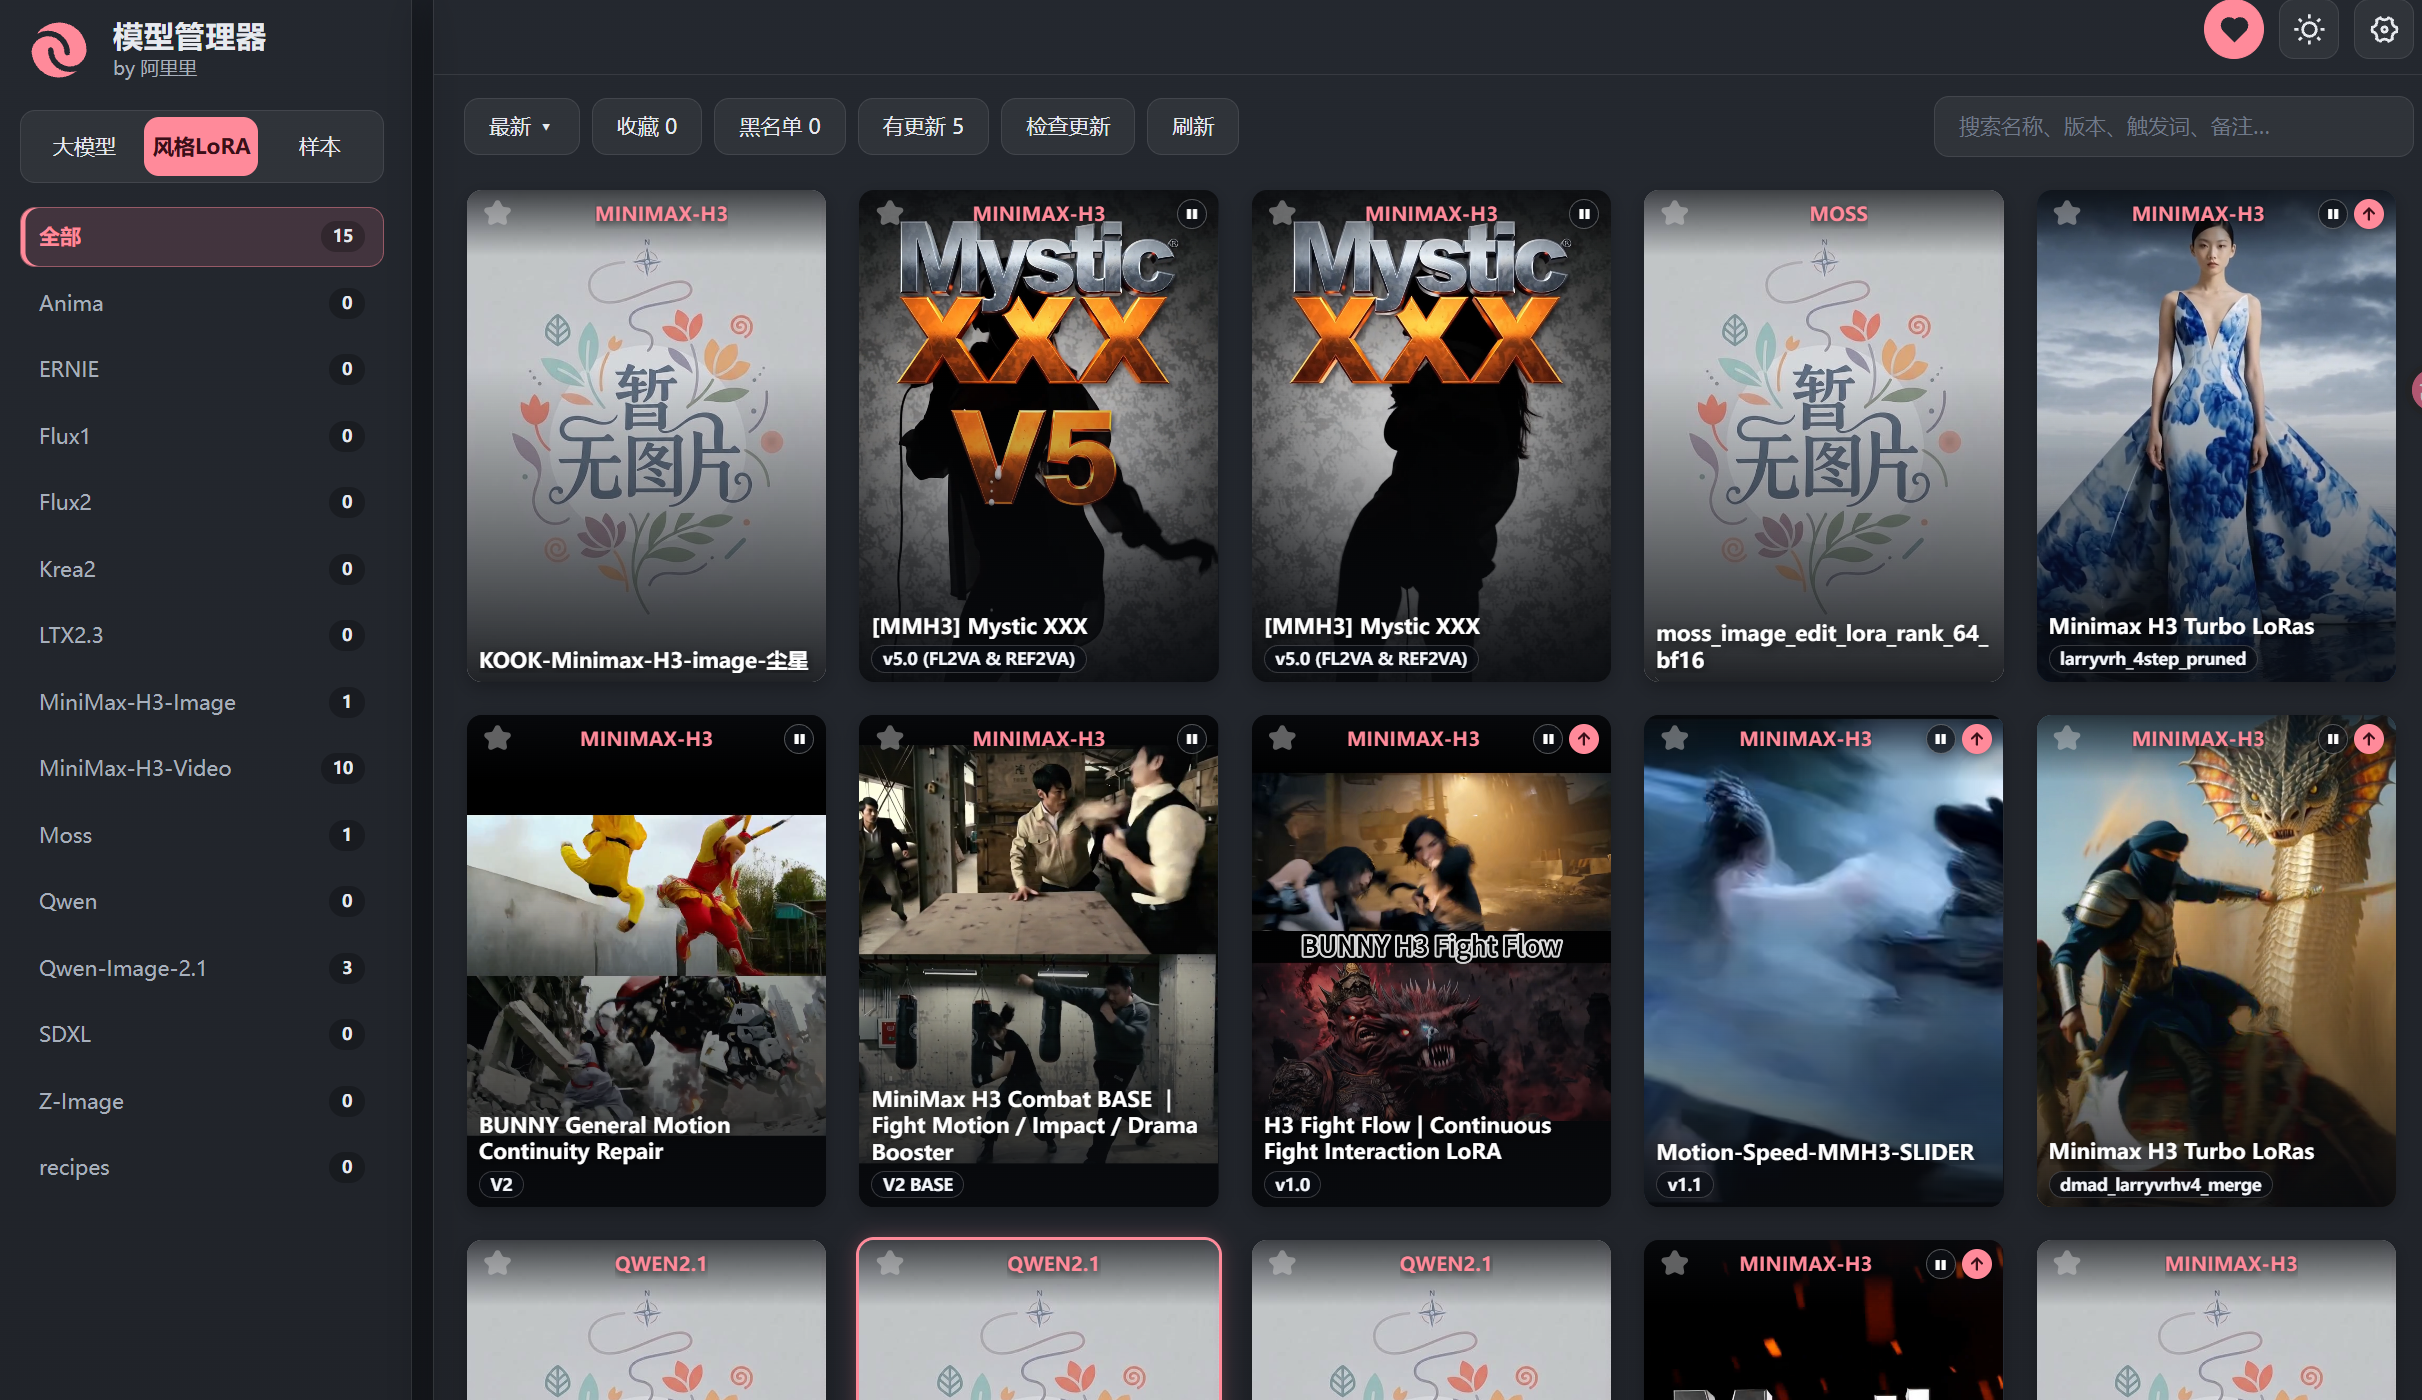 模型管理器
by 阿里里
大模型
风格LoRA
样本
全部 15
Anima 0
ERNIE 0
Flux1 0
Flux2 0
Krea2 0
LTX2.3 0
MiniMax-H3-Image 1
MiniMax-H3-Video 10
Moss 1
Qwen 0
Qwen-Image-2.1 3
SDXL 0
Z-Image 0
recipes 0
最新 ▼
收藏 0
黑名单 0
有更新 5
检查更新
刷新
搜索名称、版本、触发词、备注...
MINIMAX-H3
N
暂
无图片
KOOK-Minimax-H3-image-尘星
MINIMAX-H3
Mystic®
XXX
V5
[MMH3] Mystic XXX
v5.0 (FL2VA & REF2VA)
MINIMAX-H3
Mystic®
XXX
[MMH3] Mystic XXX
v5.0 (FL2VA & REF2VA)
MOSS
N
暂
无图片
moss_image_edit_lora_rank_64_
bf16
MINIMAX-H3
Minimax H3 Turbo LoRas
larryvrh_4step_pruned
MINIMAX-H3
BUNNY General Motion
Continuity Repair
V2
MINIMAX-H3
MiniMax H3 Combat BASE ｜
Fight Motion / Impact / Drama
Booster
V2 BASE
MINIMAX-H3
BUNNY H3 Fight Flow
H3 Fight Flow | Continuous
Fight Interaction LoRA
v1.0
MINIMAX-H3
Motion-Speed-MMH3-SLIDER
v1.1
MINIMAX-H3
Minimax H3 Turbo LoRas
dmad_larryvrhv4_merge
QWEN2.1
N
QWEN2.1
N
QWEN2.1
N
MINIMAX-H3
MINIMAX-H3
N